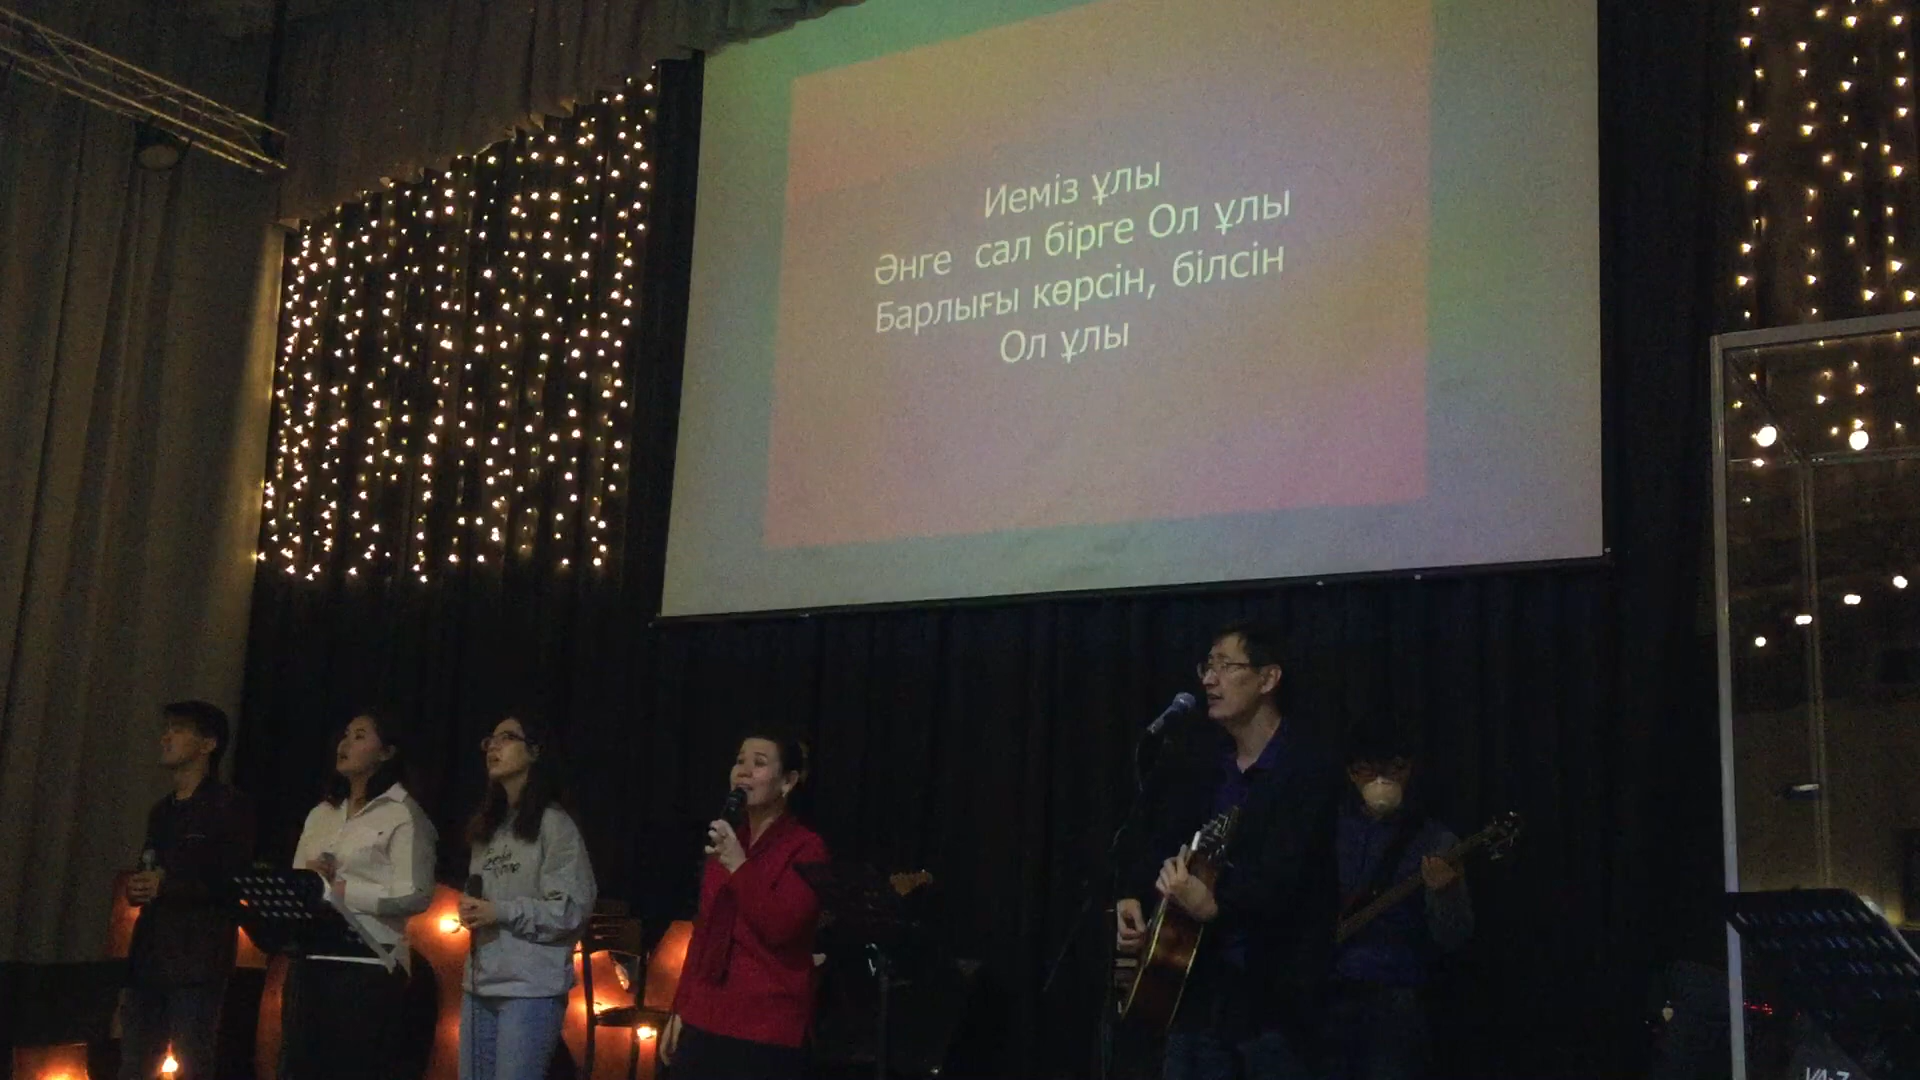 Иеміз ұлы
Әнге сал бірге Ол ұлы
Барлығы көрсін, білсін
Ол ұлы